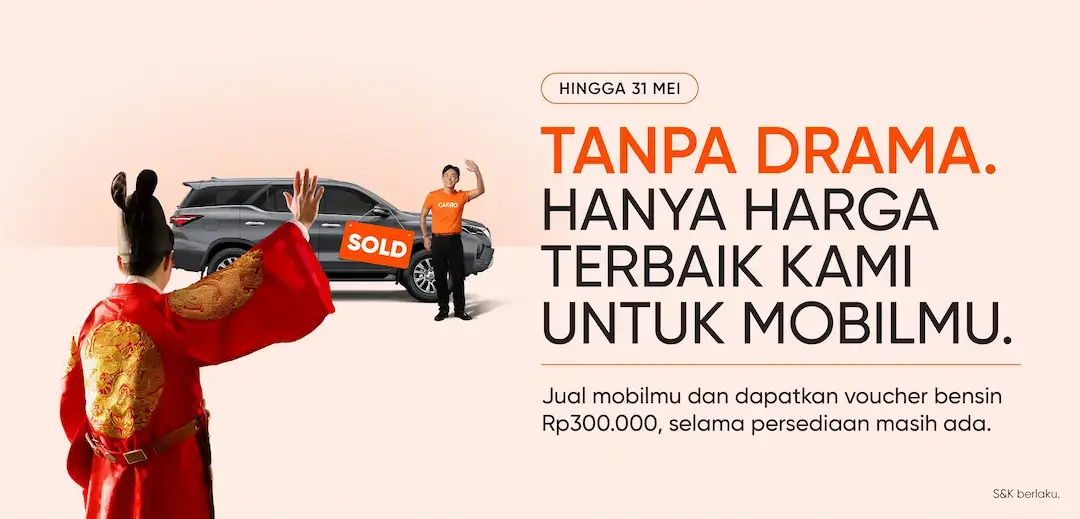 HINGGA 31 MEI
TANPA DRAMA.
HANYA HARGA
TERBAIK KAMI
UNTUK MOBILMU.
CARRO
SOLD
Jual mobilmu dan dapatkan voucher bensin
Rp300.000, selama persediaan masih ada.
S&K berlaku.